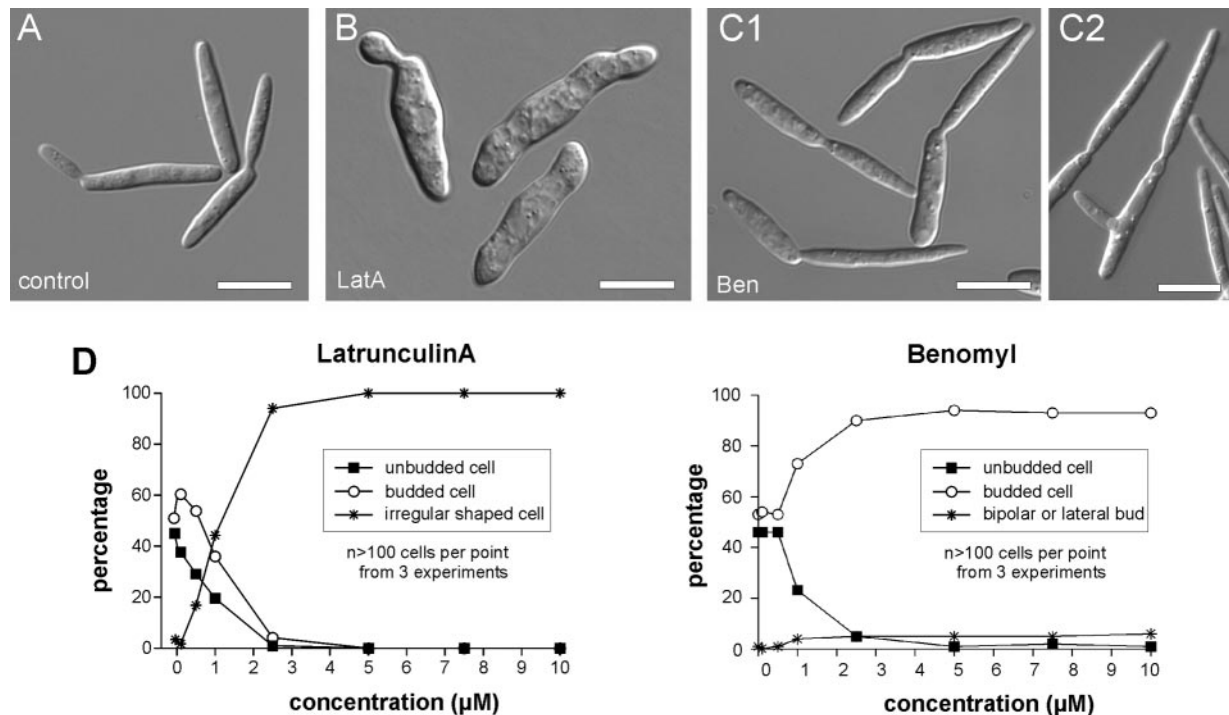 A
control
B
LatA
C1
Ben
C2
D
LatrunculinA
percentage
100
80
60
40
20
0
unbudded cell
budded cell
irregular shaped cell
n>100 cells per point
from 3 experiments
0 1 2 3 4 5 6 7 8 9 10
concentration (µM)
Benomyl
percentage
100
80
60
40
20
0
unbudded cell
budded cell
bipolar or lateral bud
n>100 cells per point
from 3 experiments
0 1 2 3 4 5 6 7 8 9 10
concentration (µM)